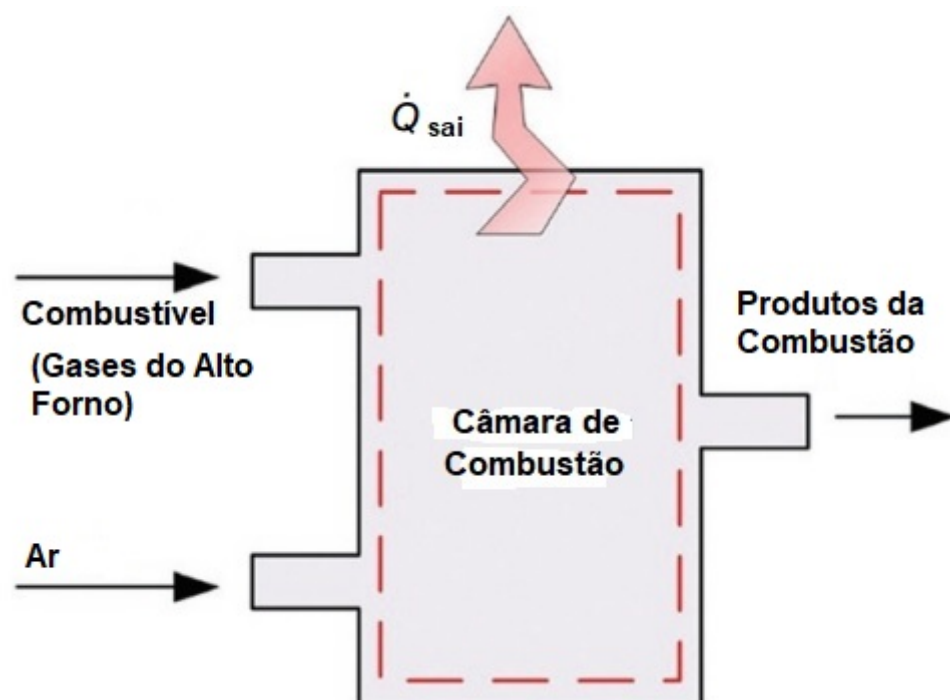 Q̇ sai
Combustível
(Gases do Alto
Forno)
Produtos da
Combustão
Câmara de
Combustão
Ar